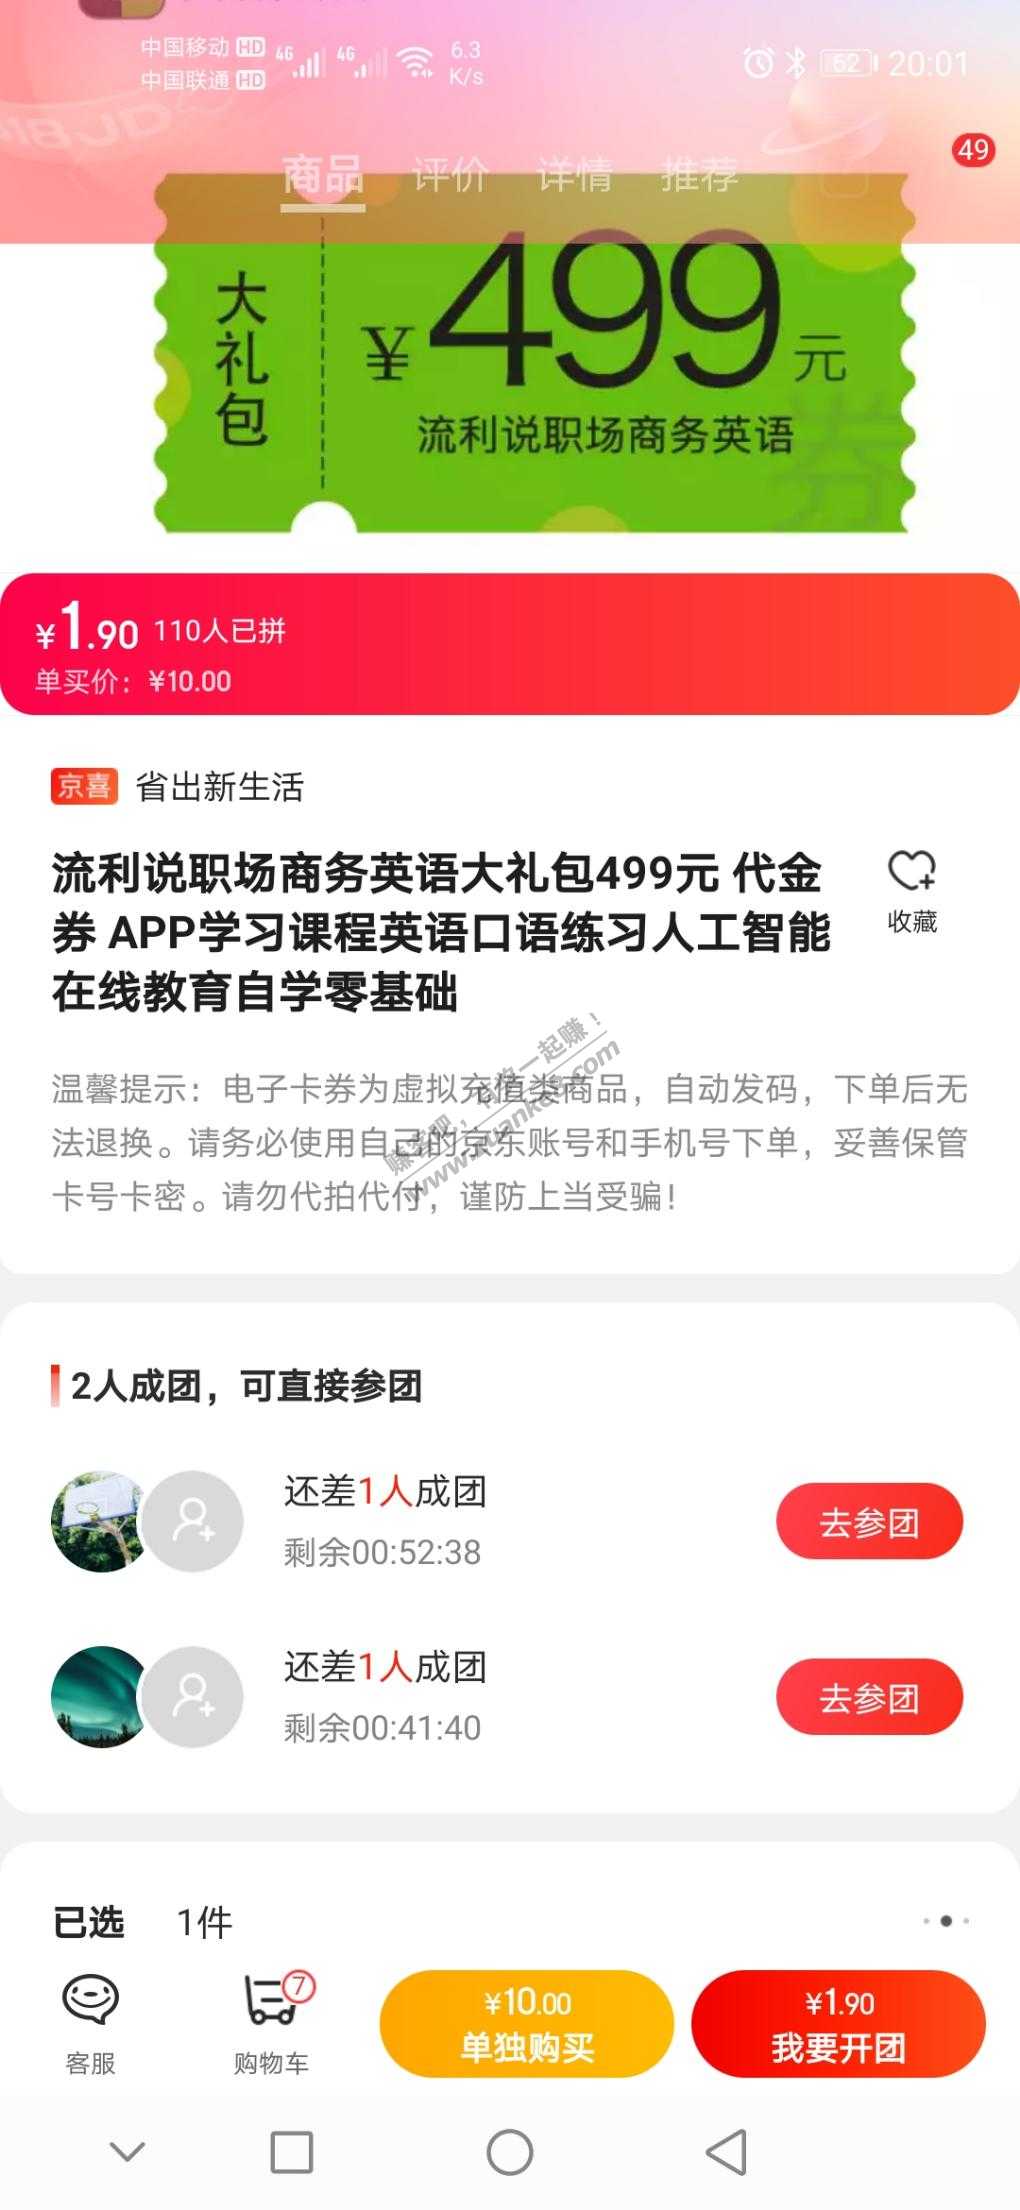 中国移动 HD 4G 4G 6.3 K/s 62 20:01
中国联通 HD
49
商品 评价 详情 推荐
大礼包
¥499元
流利说职场商务英语
券
¥1.90 110人已拼
单买价：¥10.00
京喜 省出新生活
流利说职场商务英语大礼包499元 代金
券 APP学习课程英语口语练习人工智能
在线教育自学零基础
收藏
温馨提示：电子卡券为虚拟充值类商品，自动发码，下单后无
法退换。请务必使用自己的京东账号和手机号下单，妥善保管
卡号卡密。请勿代拍代付，谨防上当受骗！
www.zuanke8.com
2人成团，可直接参团
还差1人成团
剩余00:52:38
去参团
还差1人成团
剩余00:41:40
去参团
已选 1件
客服
7
购物车
¥10.00
单独购买
¥1.90
我要开团